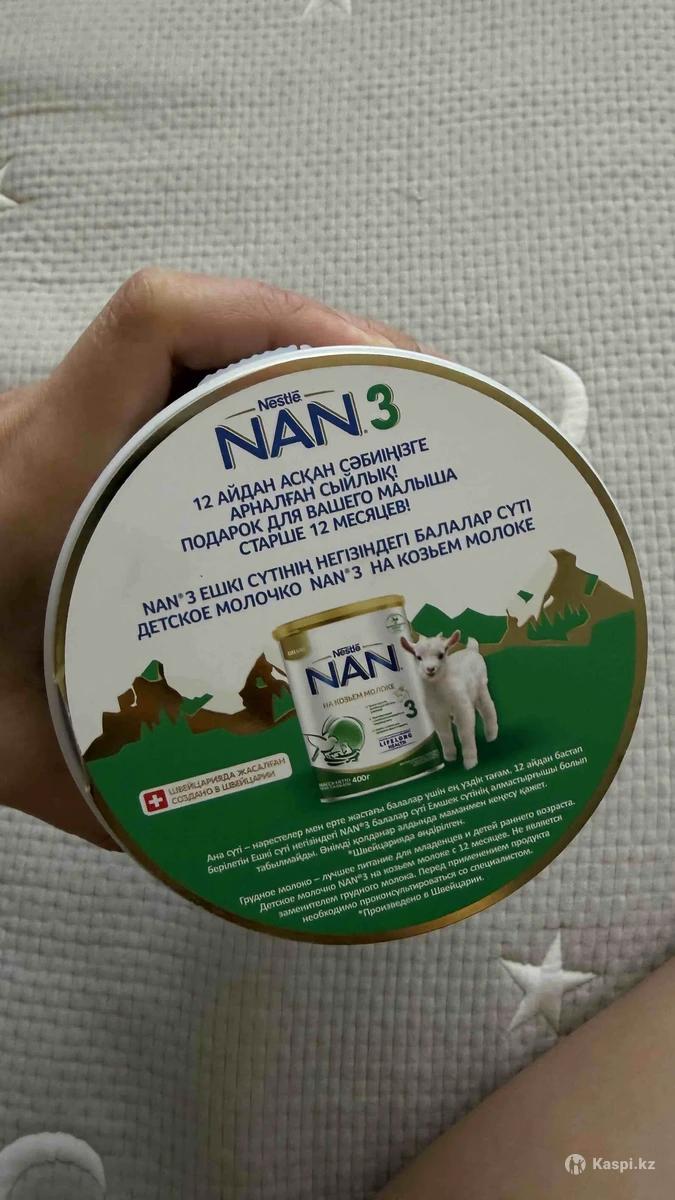 Nestlé
NAN® 3
12 АЙДАН АСҚАН СӘБИІҢІЗГЕ
АРНАЛҒАН СЫЙЛЫҚ!
ПОДАРОК ДЛЯ ВАШЕГО МАЛЫША
СТАРШЕ 12 МЕСЯЦЕВ!
NAN®3 ЕШКІ СҮТІНІҢ НЕГІЗІНДЕГІ БАЛАЛАР СҮТІ
ДЕТСКОЕ МОЛОЧКО NAN®3 НА КОЗЬЕМ МОЛОКЕ
Nestlé
NAN®
НА КОЗЬЕМ МОЛОКЕ
3
LIFELONG
HEALTH
400г
ШВЕЙЦАРИЯДА ЖАСАЛҒАН
СОЗДАНО В ШВЕЙЦАРИИ
Ана сүті – нәрестелер мен ерте жастағы балалар үшін ең үздік тағам. 12 айдан бастап
берілетін Ешкі сүті негізіндегі NAN®3 балалар сүті Емшек сүтінің алмастырғышы болып
табылмайды. Өнімді қолданар алдында маманмен кеңесу қажет.
*Швейцарияда өндірілген.
Грудное молоко – лучшее питание для младенцев и детей раннего возраста.
Детское молочко NAN®3 на козьем молоке с 12 месяцев. Не является
заменителем грудного молока. Перед применением продукта
необходимо проконсультироваться со специалистом.
*Произведено в Швейцарии.
Kaspi.kz